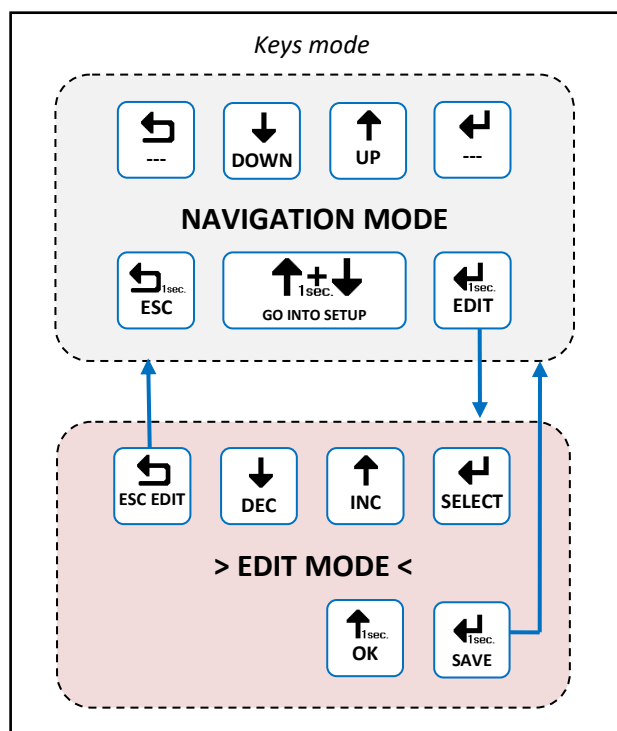 Keys mode
---
DOWN
UP
---
NAVIGATION MODE
1sec.
ESC
+
1sec.
GO INTO SETUP
1sec.
EDIT
ESC EDIT
DEC
INC
SELECT
> EDIT MODE <
1sec.
OK
1sec.
SAVE